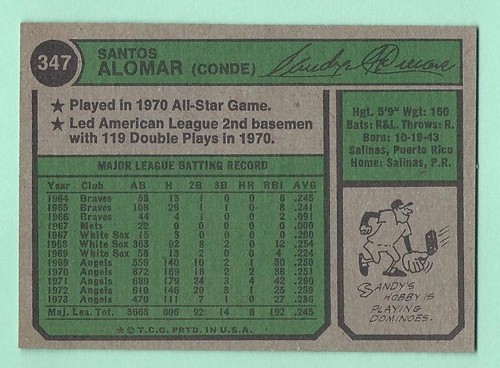 347
SANTOS
ALOMAR (CONDE)
Sandy Alomar
★ Played in 1970 All-Star Game.
★ Led American League 2nd basemen
with 119 Double Plays in 1970.
Hgt. 5'9" Wgt: 150
Bats: R&L. Throws: R.
Born: 10-19-43
Salinas, Puerto Rico
Home: Salinas, P.R.
MAJOR LEAGUE BATTING RECORD
Year Club AB H 2B 3B HR RBI AVG
1964 Braves 53 13 1 0 0 6 .245
1965 Braves 108 26 1 1 0 8 .241
1966 Braves 44 4 1 0 0 2 .091
1967 Mets 22 0 0 0 0 0 .000
1967 White Sox 15 3 0 0 0 0 .200
1968 White Sox 363 92 8 2 0 12 .254
1969 White Sox 58 13 2 0 0 4 .224
1969 Angels 559 140 10 2 1 30 .250
1970 Angels 672 169 18 2 2 36 .251
1971 Angels 689 179 24 3 4 42 .260
1972 Angels 610 146 20 3 1 25 .239
1973 Angels 470 111 7 1 0 27 .236
Maj. Lea. Tot. 3663 896 92 14 8 192 .245
* © T.C.G. PRTD. IN U.S.A.
SANDY'S
HOBBY IS
PLAYING
DOMINOES.